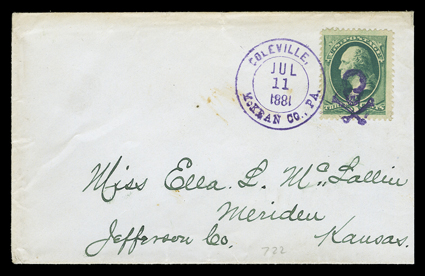 COLEVILLE,
JUL
11
1881
McKEAN CO., PA.
Miss Ella. L. McLallin
Meriden
Jefferson Co. Kansas.
722